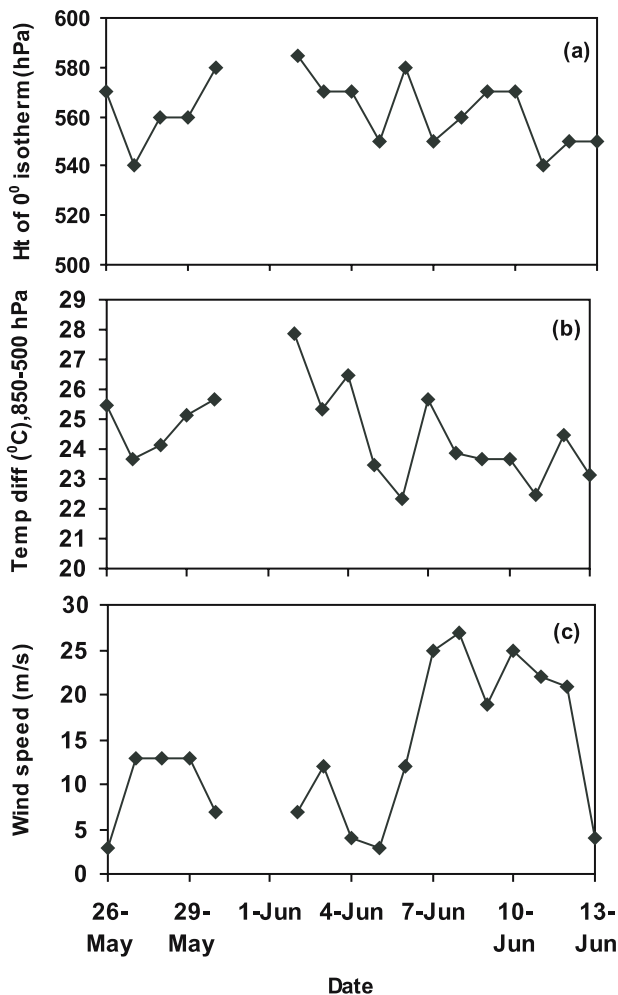 Ht of 0⁰ isotherm (hPa)
600
580
560
540
520
500
(a)
Temp diff (⁰C),850-500 hPa
29
28
27
26
25
24
23
22
21
20
(b)
Wind speed (m/s)
30
25
20
15
10
5
0
(c)
26- 29- 1-Jun 4-Jun 7-Jun 10- 13-
May May Jun Jun
Date